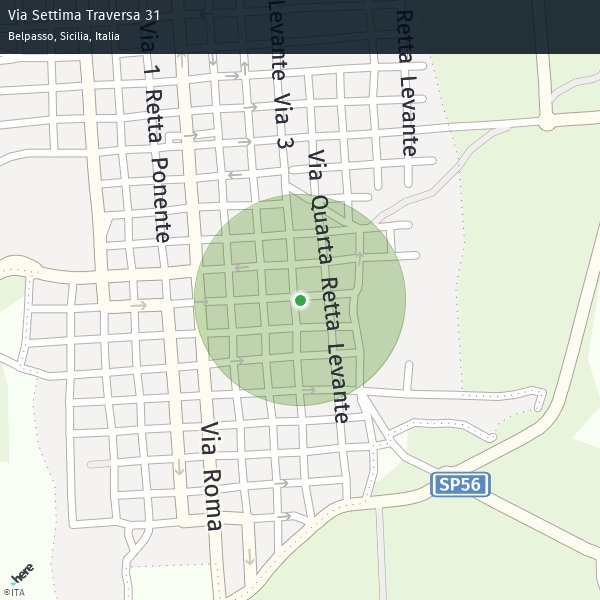 Via Settima Traversa 31
Belpasso, Sicilia, Italia
Via 1 Retta Ponente
Levante Via 3
Retta Levante
Via Quarta Retta Levante
Via Roma
SP56
here
©ITA